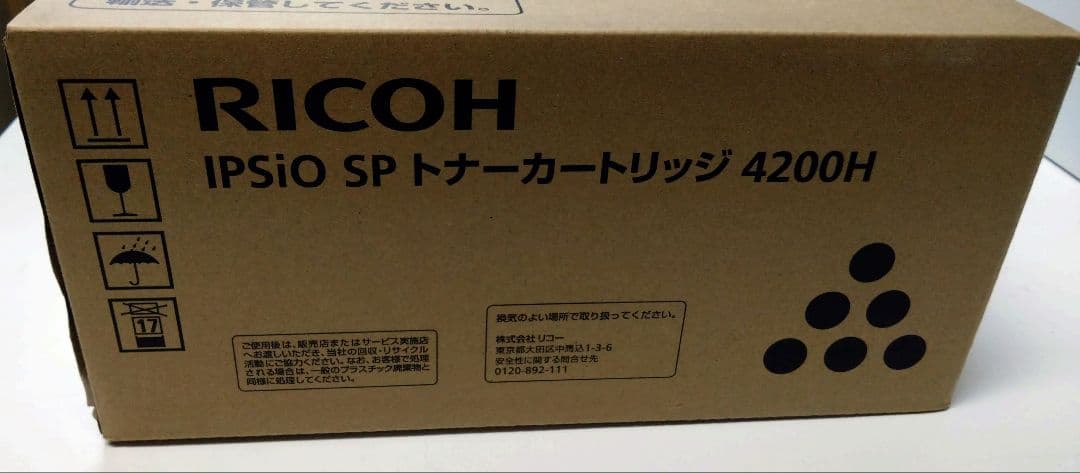 輸送・保管してください。
RICOH
IPSiO SP トナーカートリッジ 4200H
17
ご使用後は、販売店またはサービス実施店
へお渡しいただき、当社の回収・リサイクル
活動にご協力ください。なお、お客様で処理
される場合は、一般のプラスチック廃棄物と
同様に処理してください。
換気のよい場所で取り扱ってください。
株式会社 リコー
東京都大田区中馬込1-3-6
安全性に関する問合せ先
0120-892-111